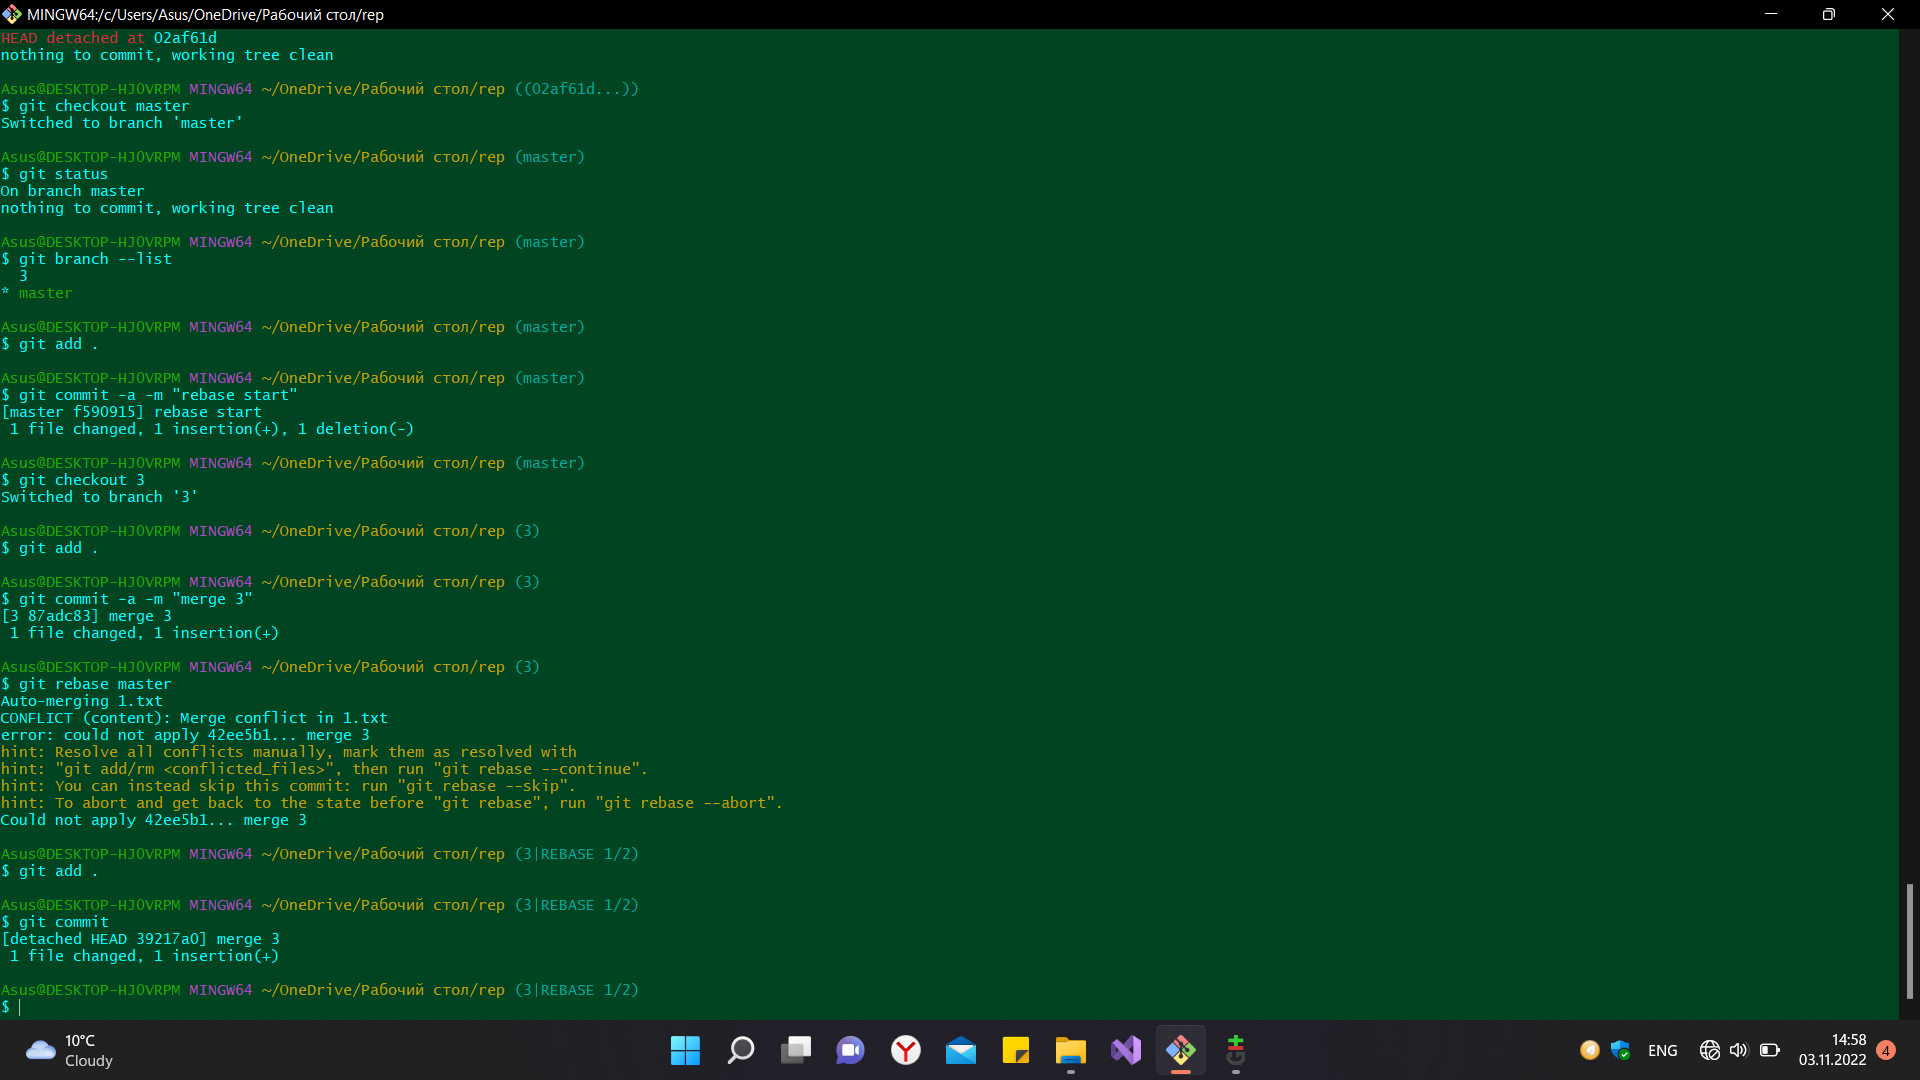 MINGW64:/c/Users/Asus/OneDrive/Рабочий стол/rep
HEAD detached at 02af61d
nothing to commit, working tree clean
Asus@DESKTOP-HJ0VRPM MINGW64 ~/OneDrive/Рабочий стол/rep ((02af61d...))
$ git checkout master
Switched to branch 'master'
Asus@DESKTOP-HJ0VRPM MINGW64 ~/OneDrive/Рабочий стол/rep (master)
$ git status
On branch master
nothing to commit, working tree clean
Asus@DESKTOP-HJ0VRPM MINGW64 ~/OneDrive/Рабочий стол/rep (master)
$ git branch --list
3
* master
Asus@DESKTOP-HJ0VRPM MINGW64 ~/OneDrive/Рабочий стол/rep (master)
$ git add .
Asus@DESKTOP-HJ0VRPM MINGW64 ~/OneDrive/Рабочий стол/rep (master)
$ git commit -a -m "rebase start"
[master f590915] rebase start
1 file changed, 1 insertion(+), 1 deletion(-)
Asus@DESKTOP-HJ0VRPM MINGW64 ~/OneDrive/Рабочий стол/rep (master)
$ git checkout 3
Switched to branch '3'
Asus@DESKTOP-HJ0VRPM MINGW64 ~/OneDrive/Рабочий стол/rep (3)
$ git add .
Asus@DESKTOP-HJ0VRPM MINGW64 ~/OneDrive/Рабочий стол/rep (3)
$ git commit -a -m "merge 3"
[3 87adc83] merge 3
1 file changed, 1 insertion(+)
Asus@DESKTOP-HJ0VRPM MINGW64 ~/OneDrive/Рабочий стол/rep (3)
$ git rebase master
Auto-merging 1.txt
CONFLICT (content): Merge conflict in 1.txt
error: could not apply 42ee5b1... merge 3
hint: Resolve all conflicts manually, mark them as resolved with
hint: "git add/rm <conflicted_files>", then run "git rebase --continue".
hint: You can instead skip this commit: run "git rebase --skip".
hint: To abort and get back to the state before "git rebase", run "git rebase --abort".
Could not apply 42ee5b1... merge 3
Asus@DESKTOP-HJ0VRPM MINGW64 ~/OneDrive/Рабочий стол/rep (3|REBASE 1/2)
$ git add .
Asus@DESKTOP-HJ0VRPM MINGW64 ~/OneDrive/Рабочий стол/rep (3|REBASE 1/2)
$ git commit
[detached HEAD 39217a0] merge 3
1 file changed, 1 insertion(+)
Asus@DESKTOP-HJ0VRPM MINGW64 ~/OneDrive/Рабочий стол/rep (3|REBASE 1/2)
$
10°C
Cloudy
ENG
14:58
03.11.2022
4